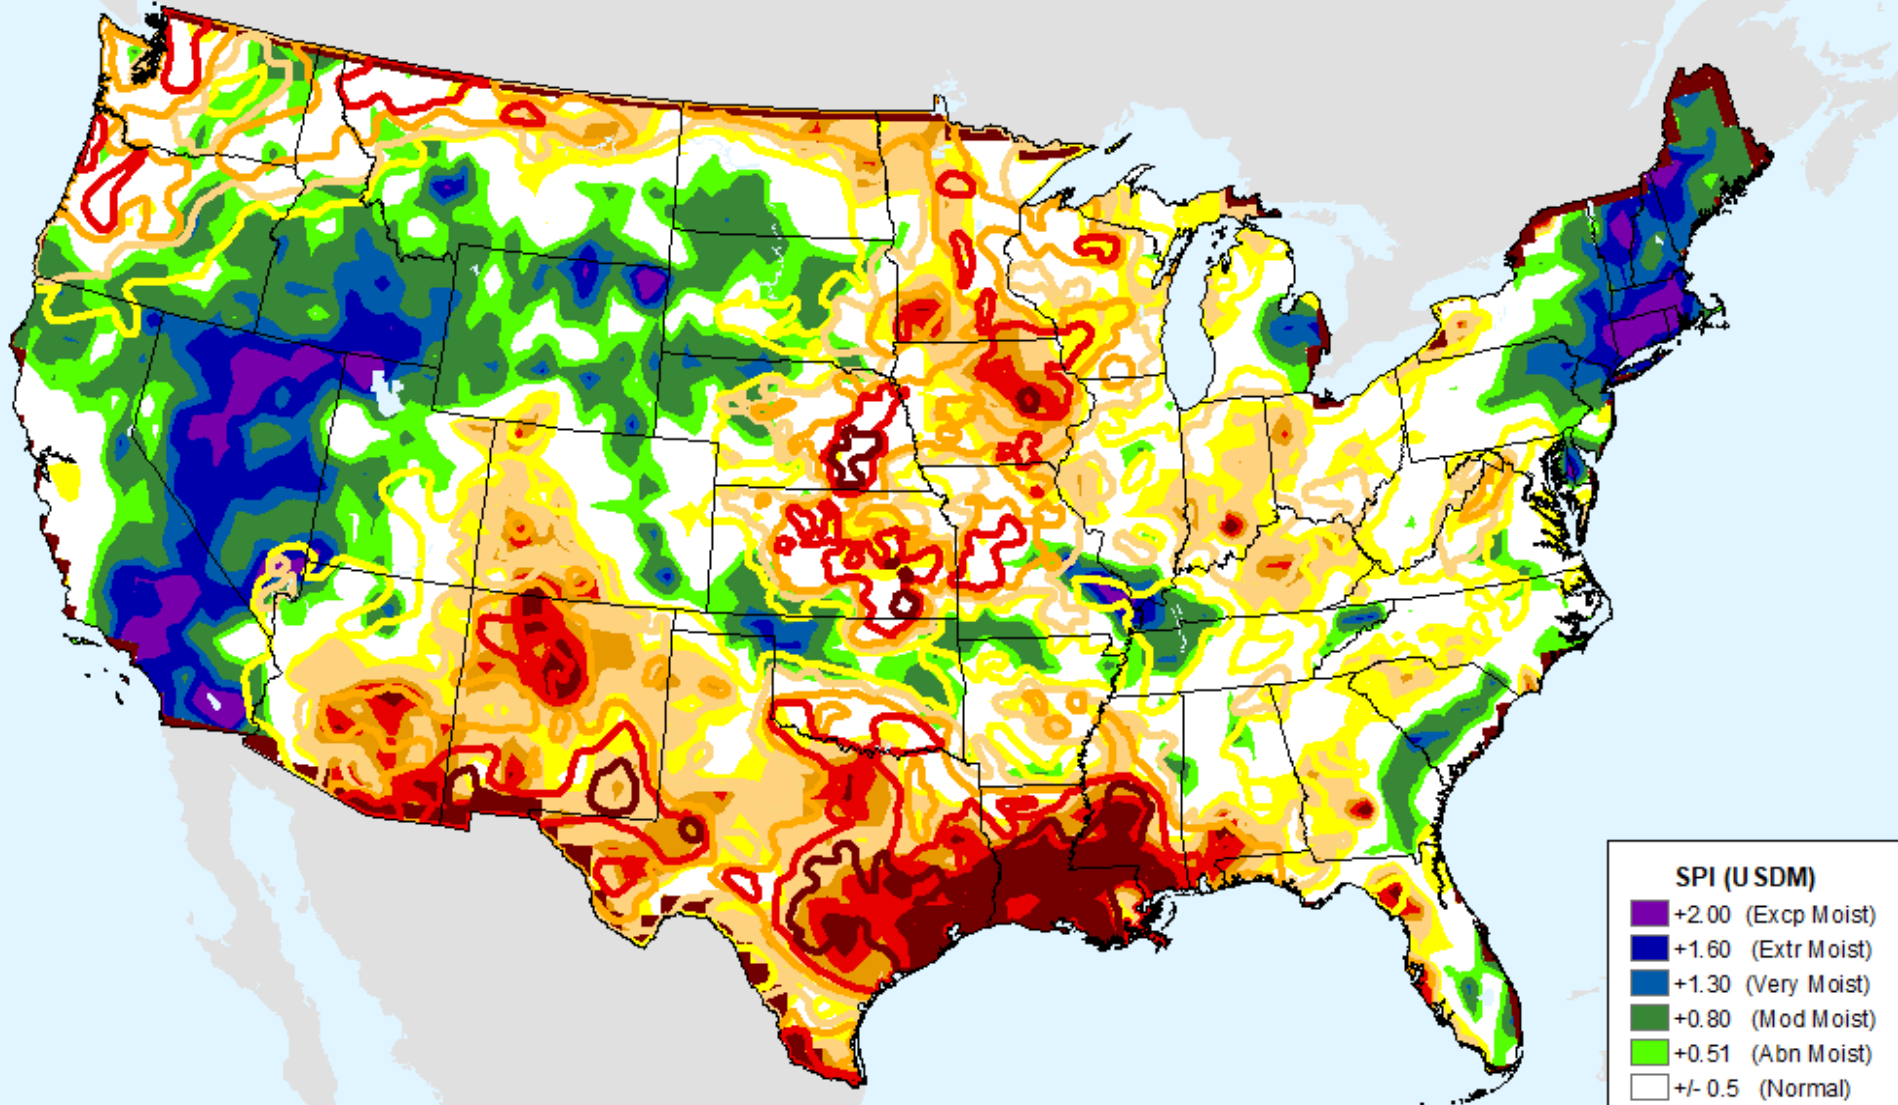 SPI (USDM)
+2.00 (Excp Moist)
+1.60 (Extr Moist)
+1.30 (Very Moist)
+0.80 (Mod Moist)
+0.51 (Abn Moist)
+/- 0.5 (Normal)